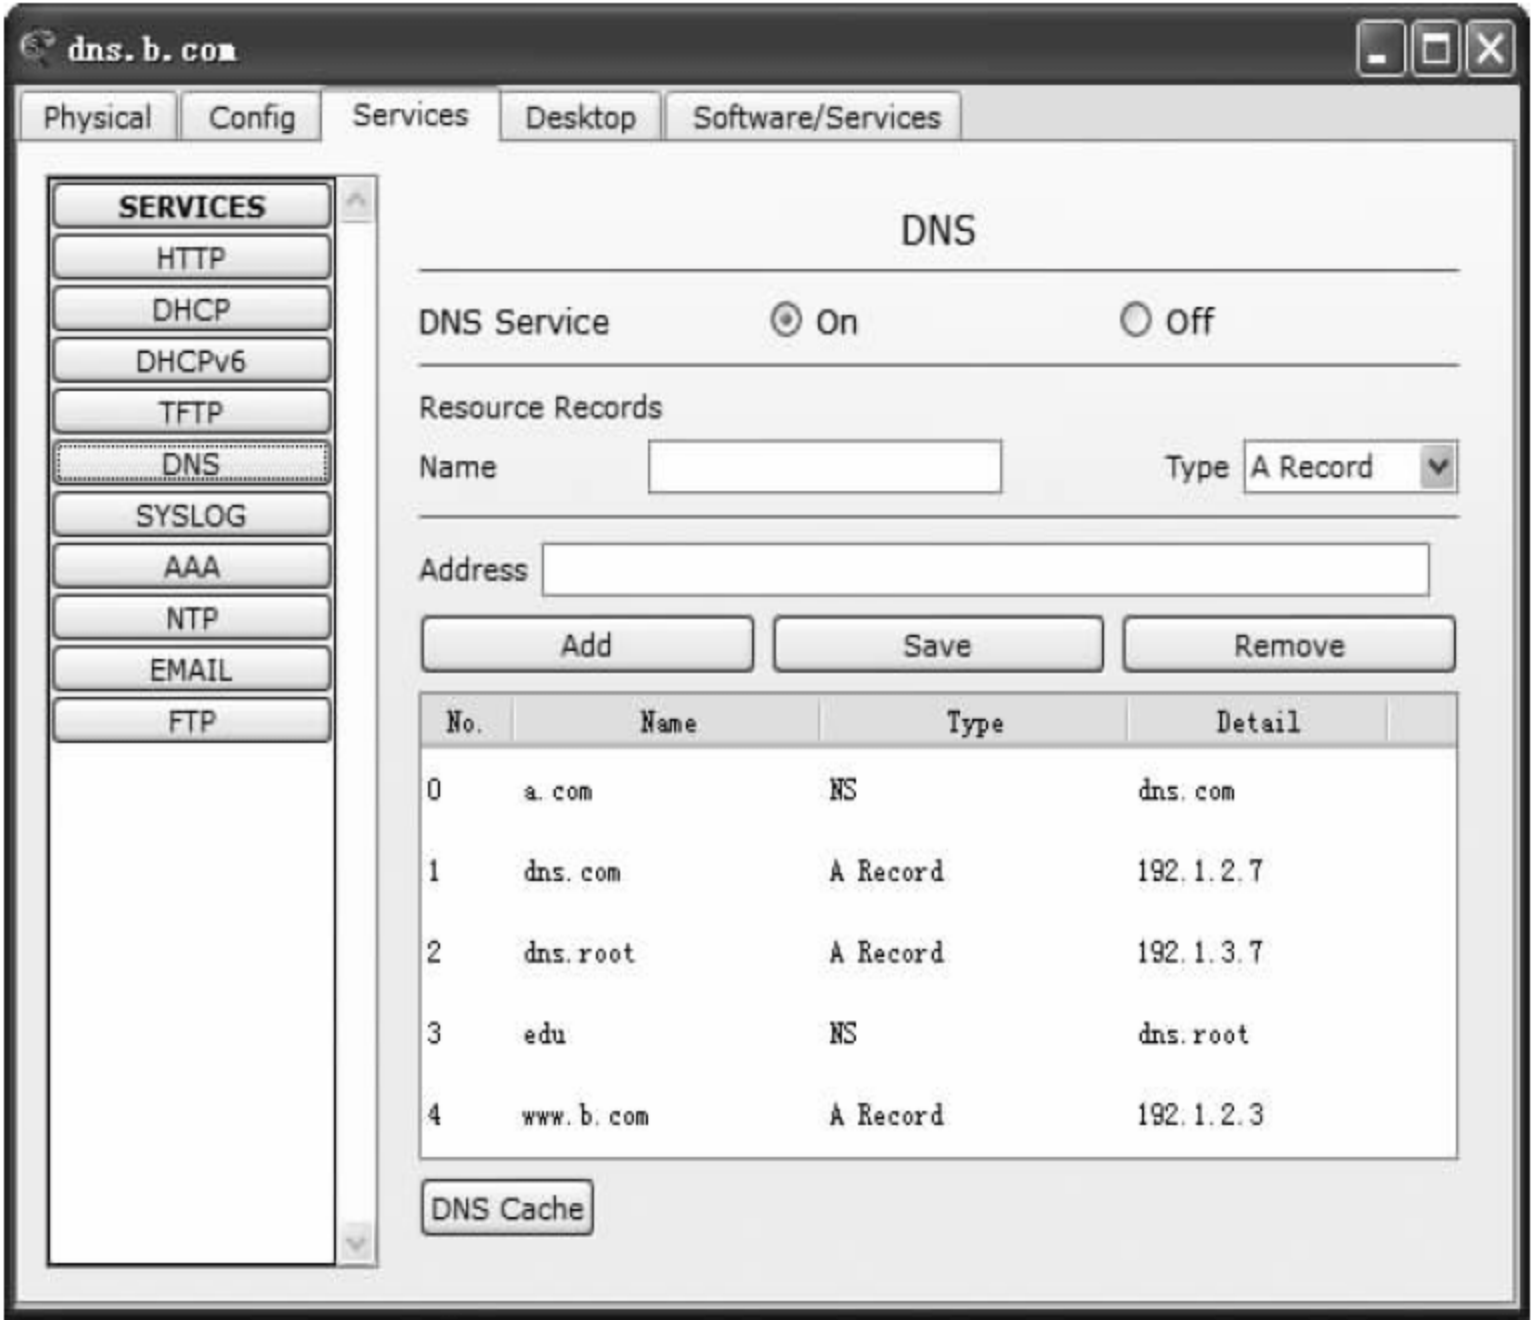 dns.b.com
Physical Config Services Desktop Software/Services
SERVICES
HTTP
DHCP
DHCPv6
TFTP
DNS
SYSLOG
AAA
NTP
EMAIL
FTP
DNS
DNS Service On Off
Resource Records
Name Type A Record
Address
Add Save Remove
No. Name Type Detail
0 a.com NS dns.com
1 dns.com A Record 192.1.2.7
2 dns.root A Record 192.1.3.7
3 edu NS dns.root
4 www.b.com A Record 192.1.2.3
DNS Cache